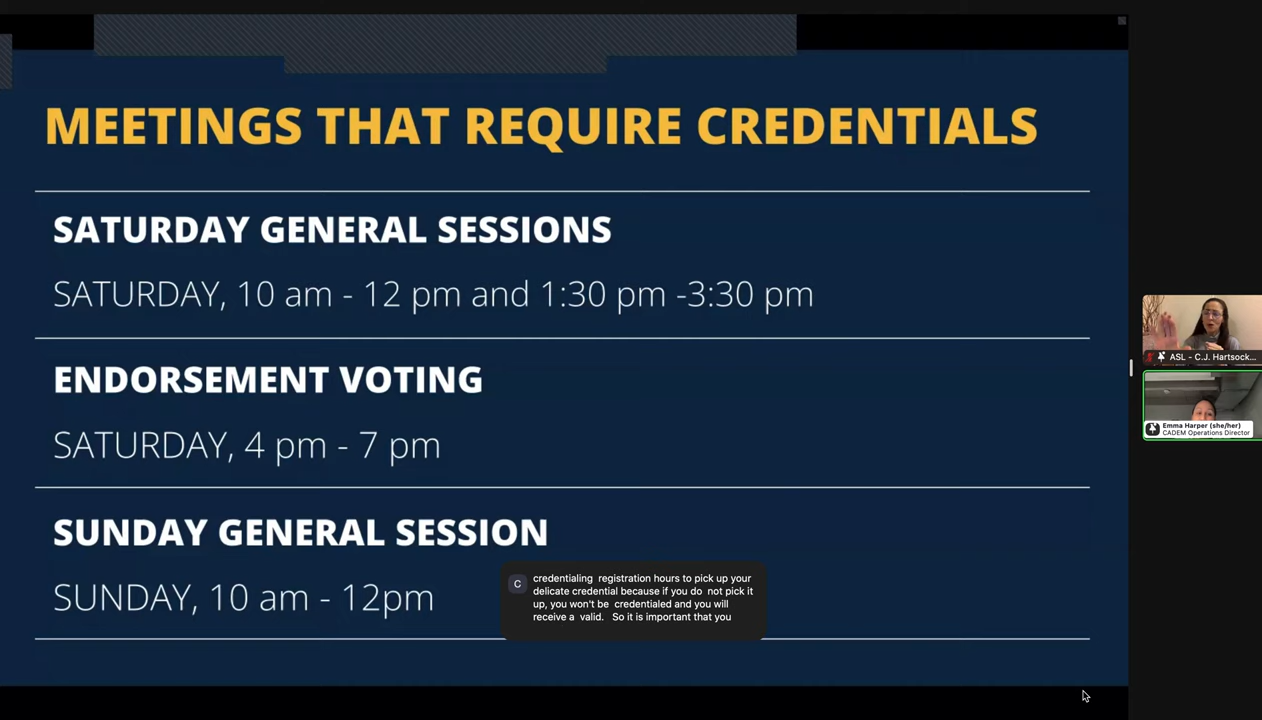 MEETINGS THAT REQUIRE CREDENTIALS
SATURDAY GENERAL SESSIONS
SATURDAY, 10 am - 12 pm and 1:30 pm -3:30 pm
ENDORSEMENT VOTING
SATURDAY, 4 pm - 7 pm
SUNDAY GENERAL SESSION
SUNDAY, 10 am - 12pm
C
credentialing registration hours to pick up your
delicate credential because if you do not pick it
up, you won't be credentialed and you will
receive a valid. So it is important that you
ASL - C.J. Hartsock...
Emma Harper (she/her)
CADEM Operations Director